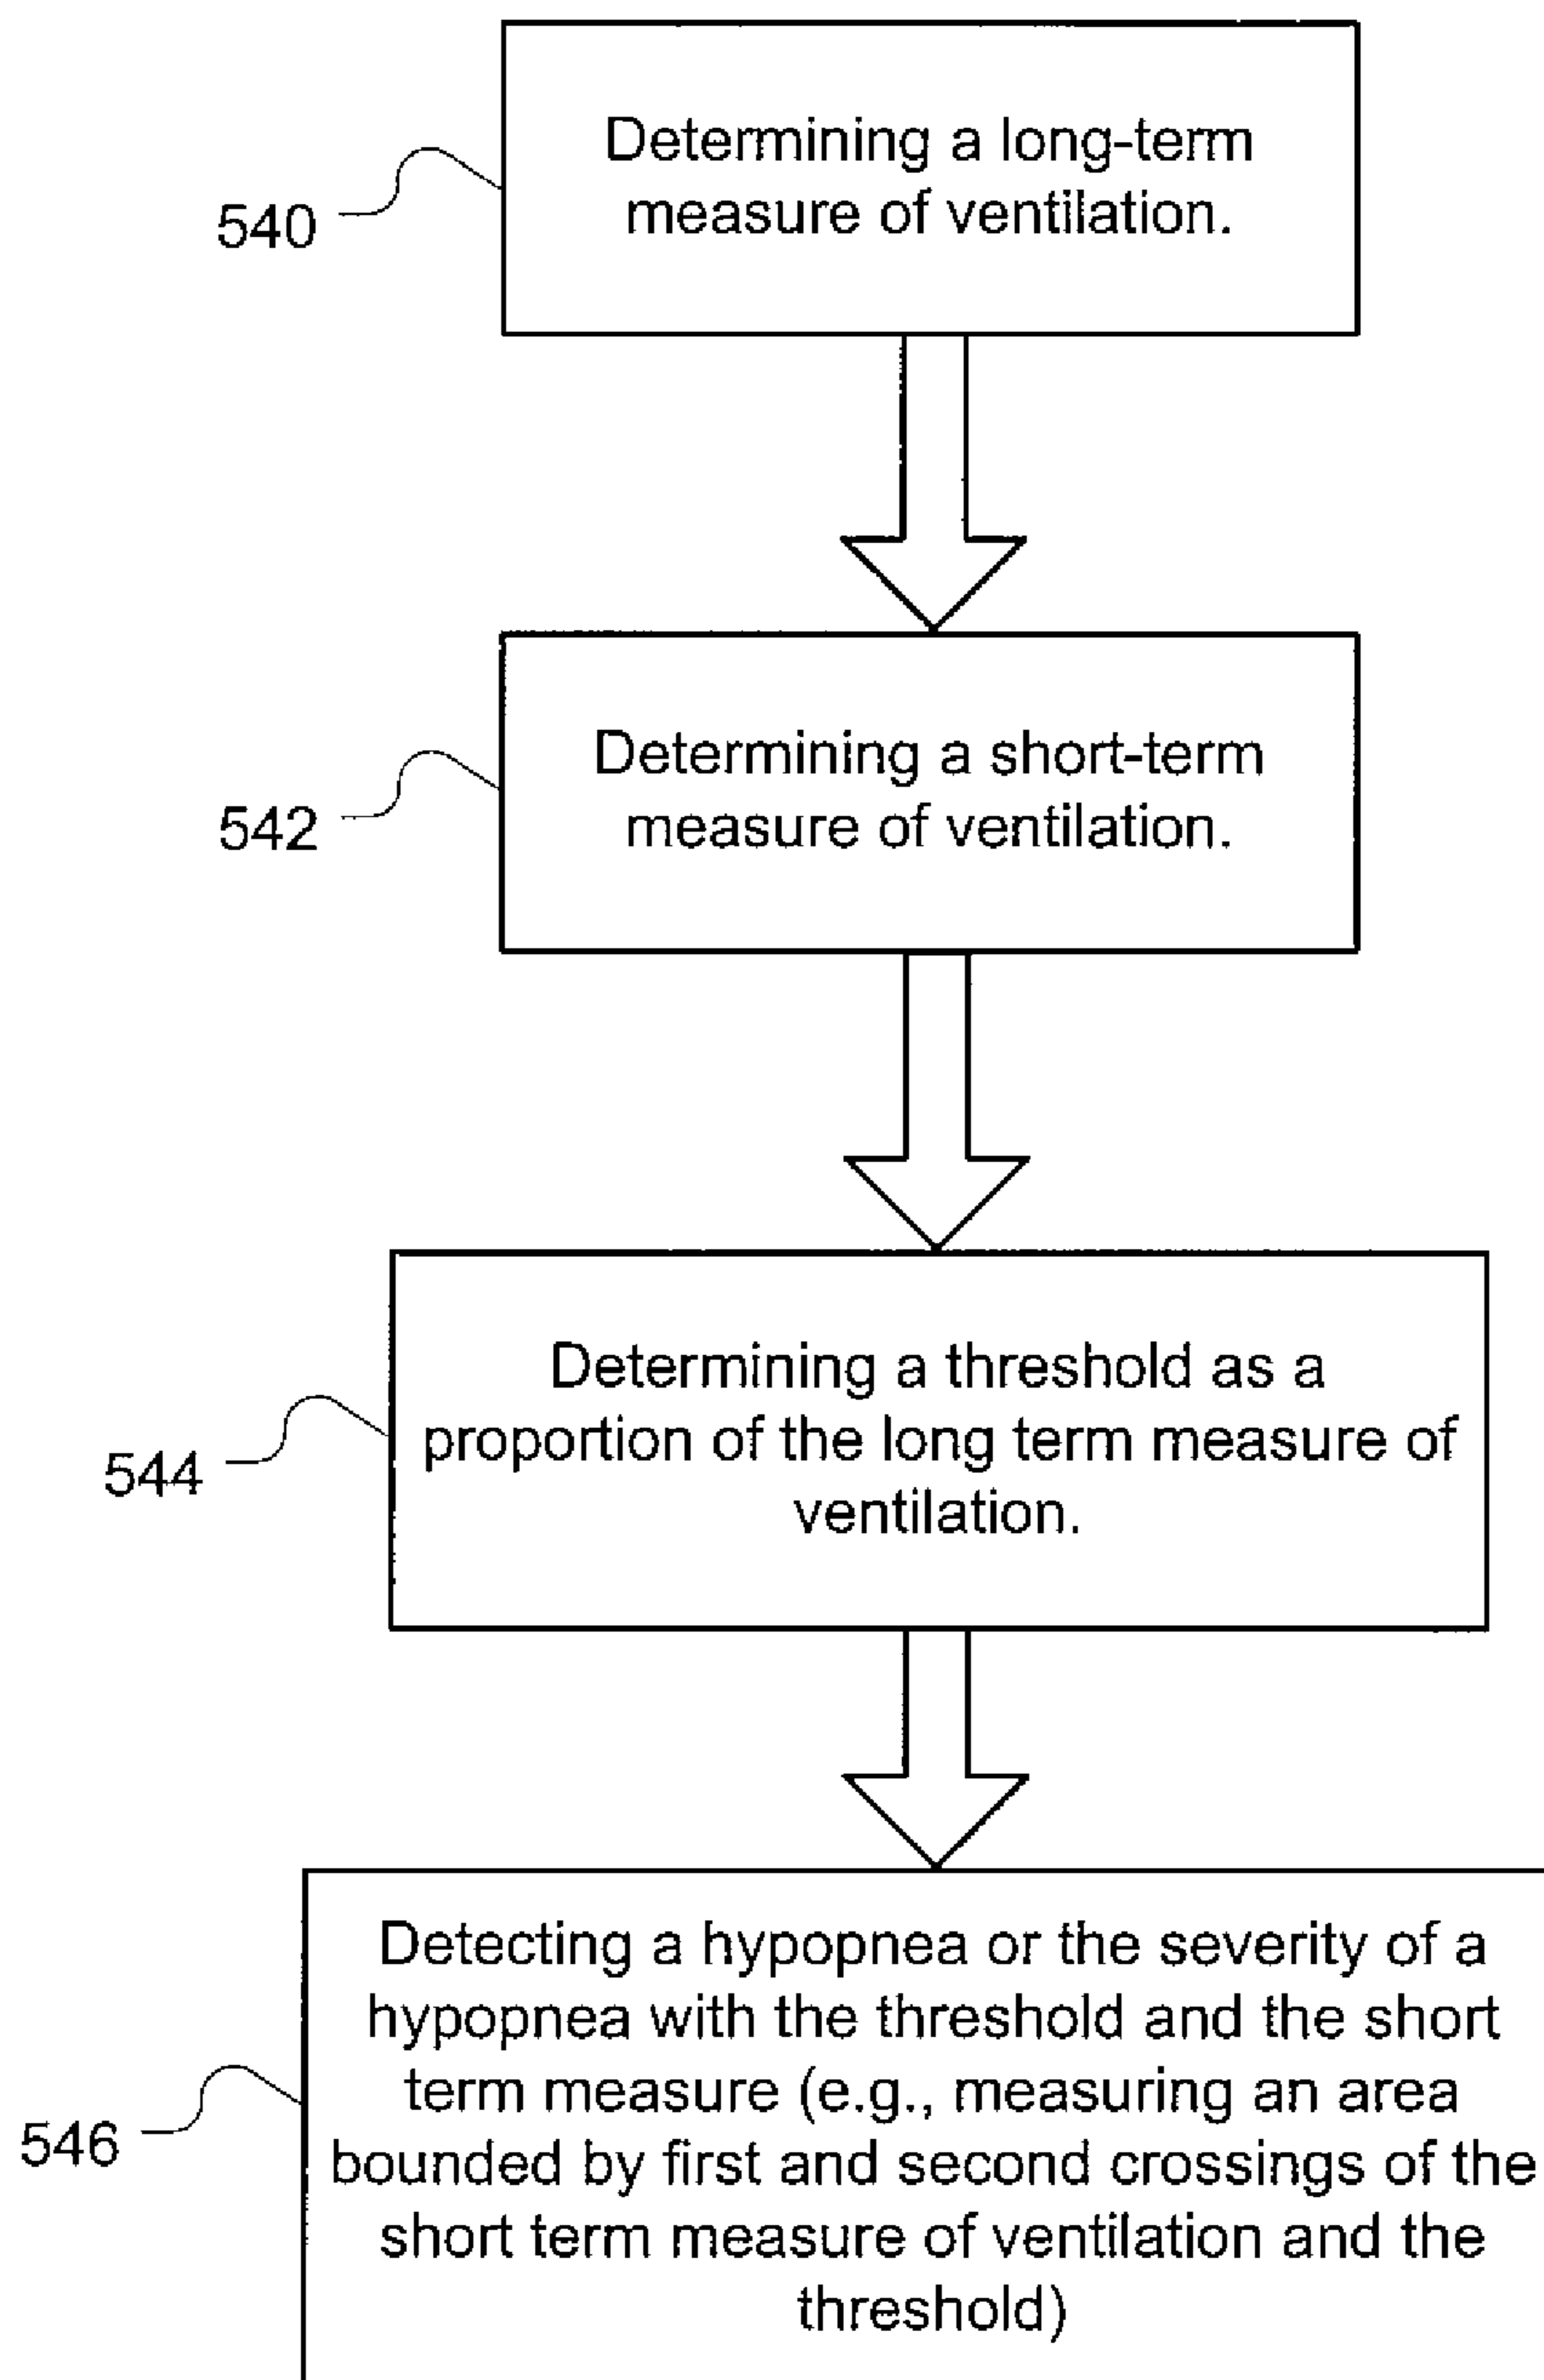 Determining a long-term
measure of ventilation.
540
Determining a short-term
measure of ventilation.
542
Determining a threshold as a
proportion of the long term measure of
ventilation.
544
Detecting a hypopnea or the severity of a
hypopnea with the threshold and the short
term measure (e.g., measuring an area
bounded by first and second crossings of the
short term measure of ventilation and the
threshold)
546